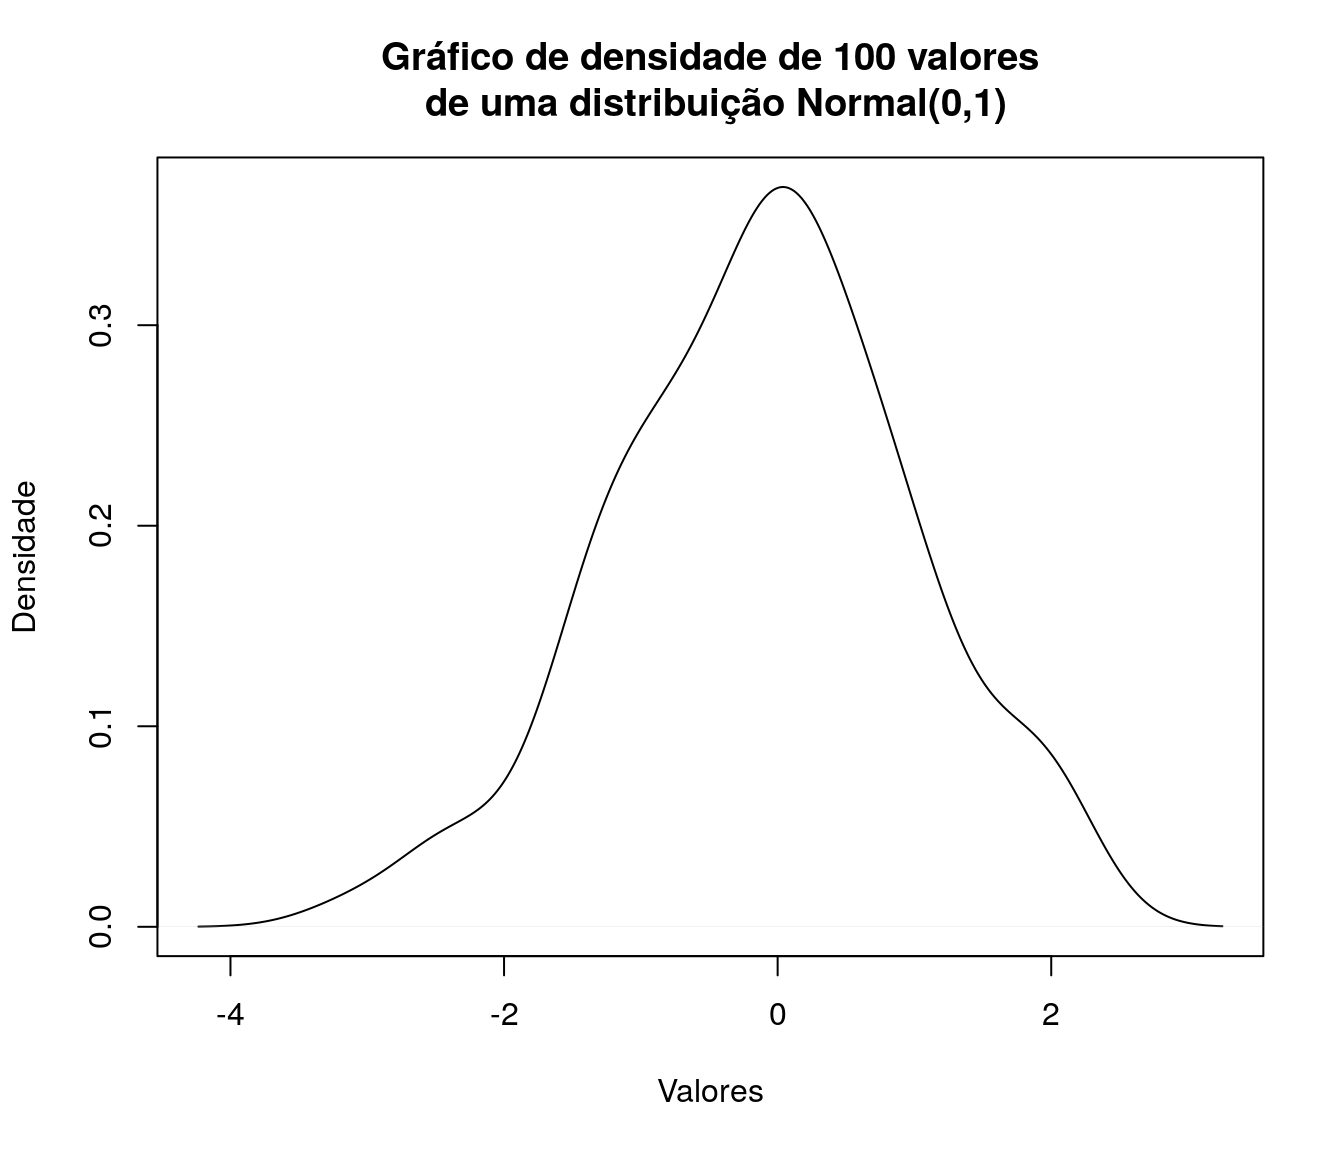 Gráfico de densidade de 100 valores
de uma distribuição Normal(0,1)
Densidade
0.3
0.2
0.1
0.0
-4
-2
0
2
Valores